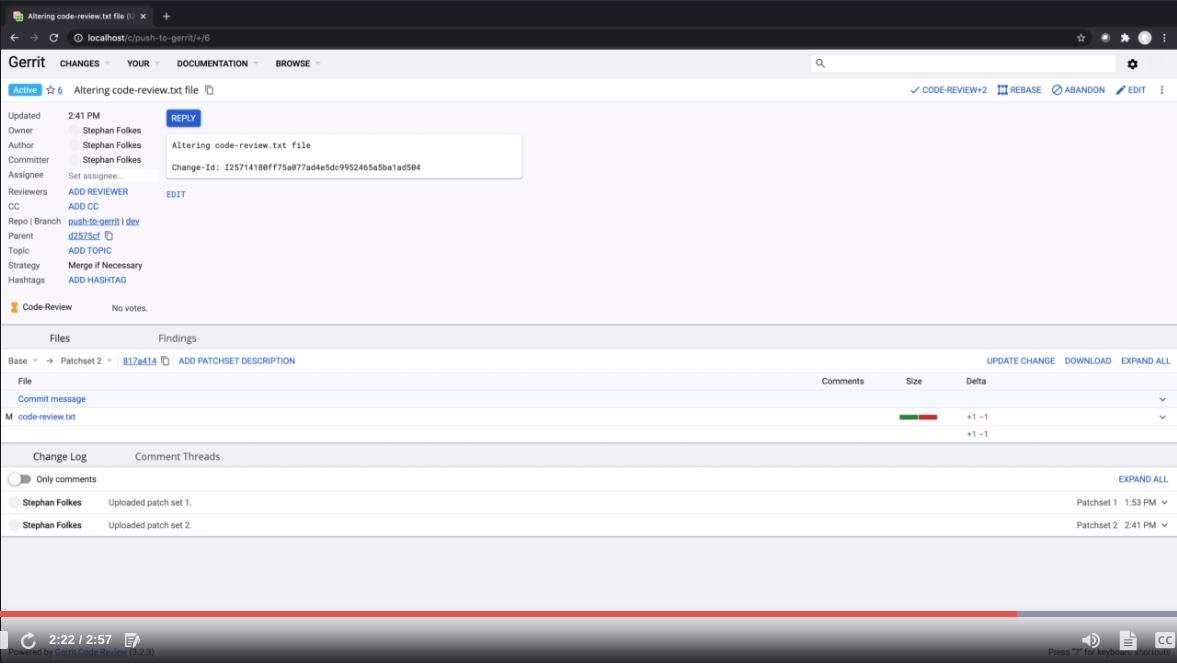 Altering code-review.txt file (
localhost/c/push-to-gerrit/+/6
Gerrit CHANGES YOUR DOCUMENTATION BROWSE
Active 6 Altering code-review.txt file CODE-REVIEW+2 REBASE ABANDON EDIT
Updated 2:41 PM REPLY
Owner Stephan Folkes
Author Stephan Folkes Altering code-review.txt file
Committer Stephan Folkes
Change-Id: I25714180ff75a077ad4e5dc9952465a5ba1ad504
Assignee Set assignee...
Reviewers ADD REVIEWER EDIT
CC ADD CC
Repo | Branch push-to-gerrit | dev
Parent d2575cf
Topic ADD TOPIC
Strategy Merge if Necessary
Hashtags ADD HASHTAG
Code-Review No votes.
Files Findings
Base → Patchset 2 817a414 ADD PATCHSET DESCRIPTION UPDATE CHANGE DOWNLOAD EXPAND ALL
File Comments Size Delta
Commit message
M code-review.txt +1 -1
+1 -1
Change Log Comment Threads
Only comments EXPAND ALL
Stephan Folkes Uploaded patch set 1. Patchset 1 1:53 PM
Stephan Folkes Uploaded patch set 2. Patchset 2 2:41 PM
2:22 / 2:57 CC
Powered by Gerrit Code Review (3.2.3) Press "?" for keyboard shortcuts